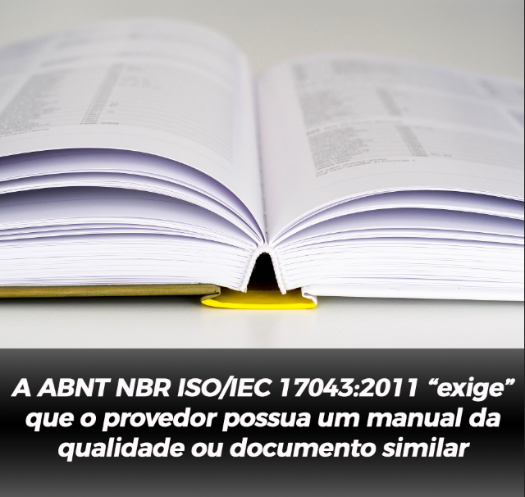 A ABNT NBR ISO/IEC 17043:2011 “exige”
que o provedor possua um manual da
qualidade ou documento similar